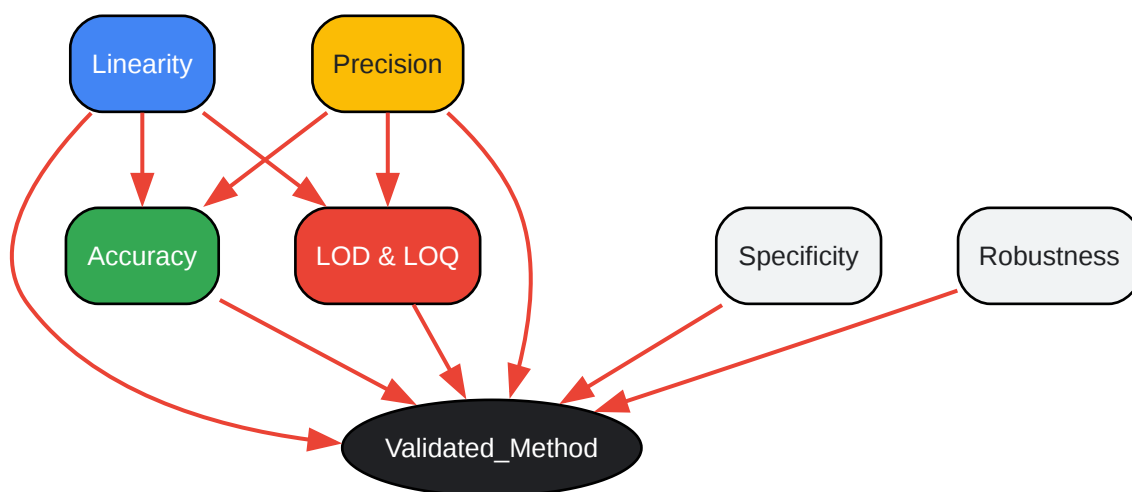 Linearity
Precision
Accuracy
LOD & LOQ
Specificity
Robustness
Validated_Method